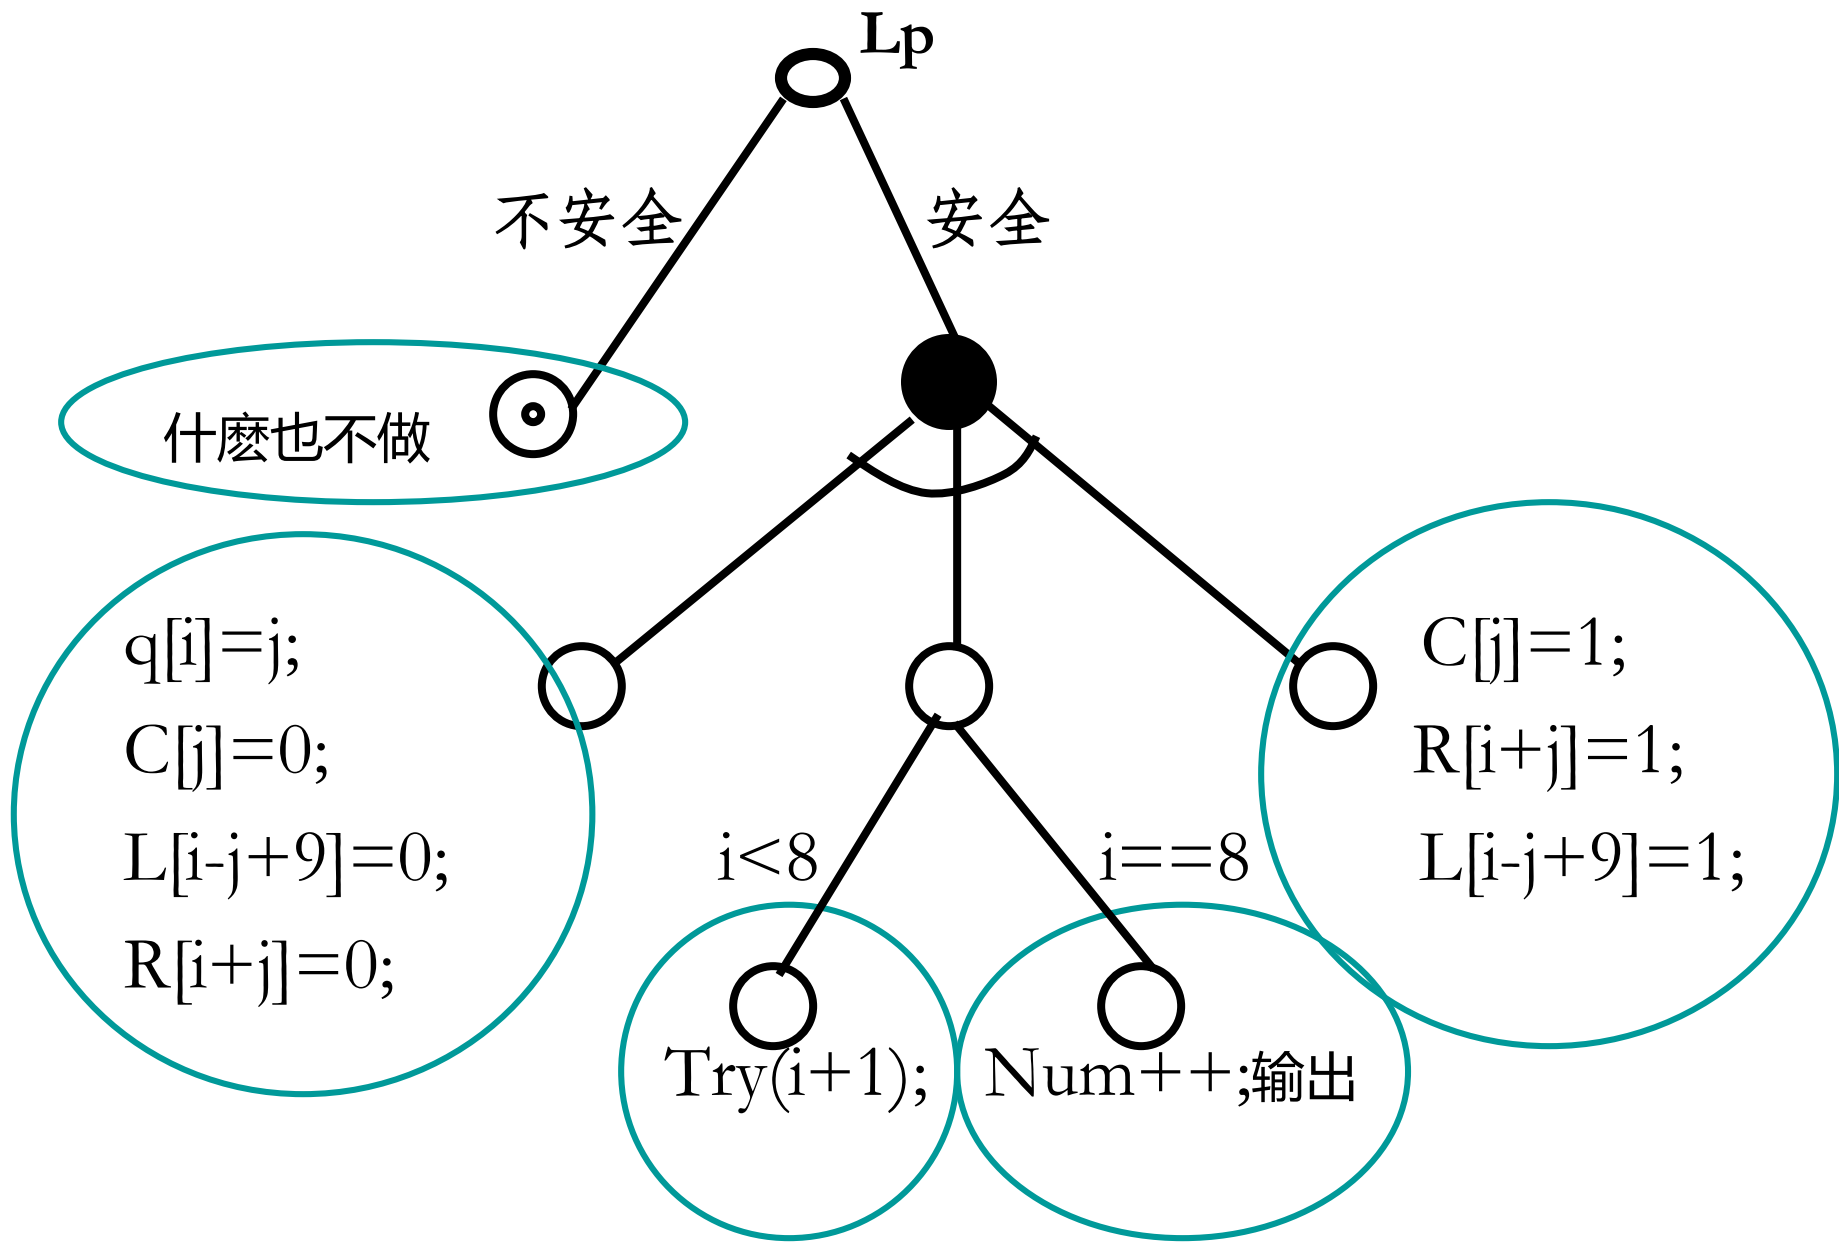 Lp
不安全
安全
什麽也不做
q[i]=j;
C[j]=0;
L[i-j+9]=0;
R[i+j]=0;
C[j]=1;
R[i+j]=1;
L[i-j+9]=1;
i<8
i==8
Try(i+1);
Num++;输出